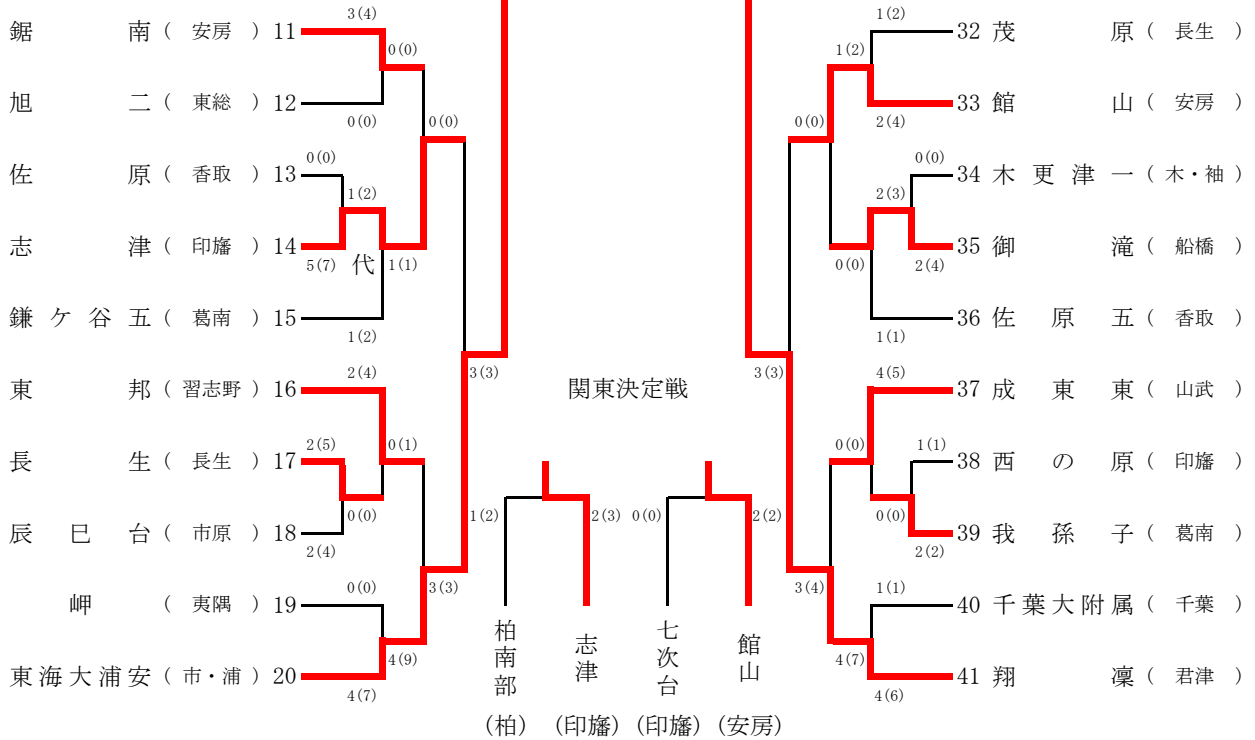 3(4)
1(2)
鋸南（安房）11
32 茂原（長生）
0(0)
1(2)
旭二（東総）12
33 館山（安房）
0(0)
0(0)
0(0)
2(4)
0(0)
0(0)
佐原（香取）13
34 木更津一（木・袖）
1(2)
2(3)
志津（印旛）14
35 御滝（船橋）
5(7)
代
1(1)
0(0)
2(4)
鎌ケ谷五（葛南）15
36 佐原五（香取）
1(2)
1(1)
2(4)
3(3)
3(3)
4(5)
東邦（習志野）16
関東決定戦
37 成東東（山武）
2(5)
0(1)
0(0)
1(1)
長生（長生）17
38 西の原（印旛）
0(0)
1(2)
2(3)
0(0)
2(2)
0(0)
辰巳台（市原）18
39 我孫子（葛南）
2(4)
2(2)
0(0)
3(3)
3(4)
1(1)
岬（夷隅）19
40 千葉大附属（千葉）
柏南部
志津
七次台
館山
4(9)
4(7)
東海大浦安（市・浦）20
41 翔凜（君津）
4(7)
4(6)
（柏）
（印旛）
（印旛）
（安房）